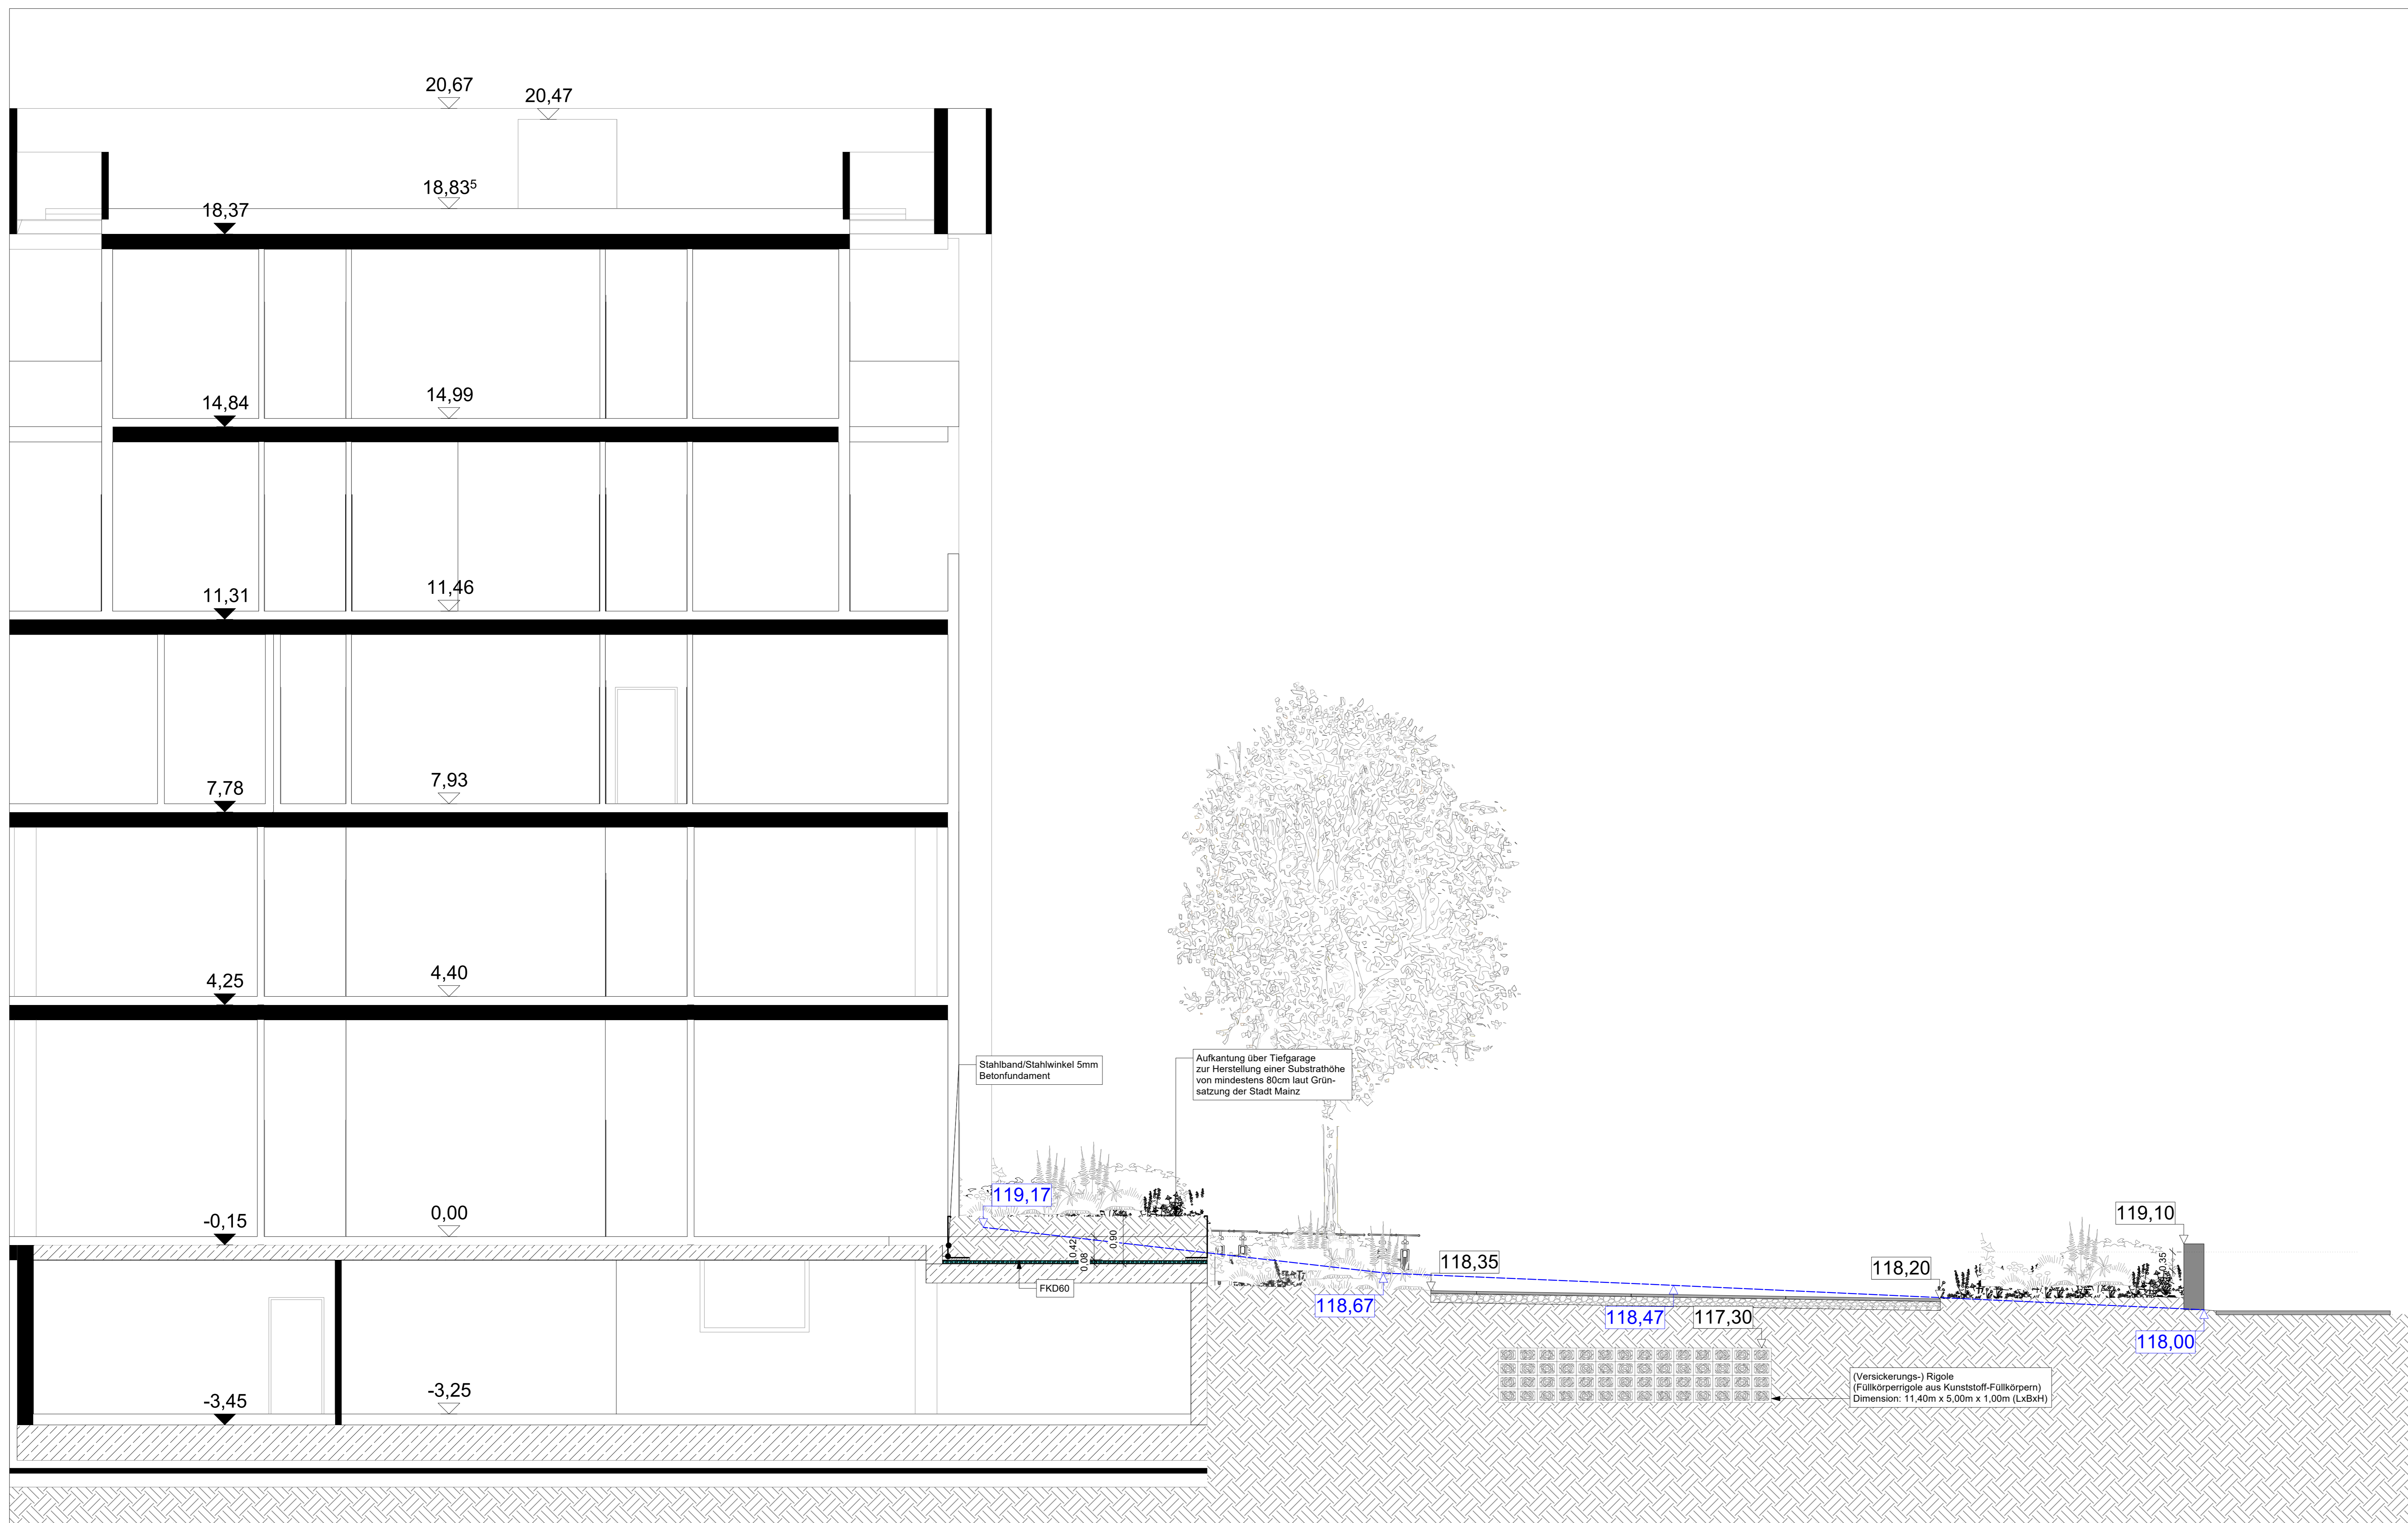 20,67
20,47
18,83⁵
18,37
14,99
14,84
11,46
11,31
7,93
7,78
4,40
4,25
Stahlband/Stahlwinkel 5mm
Betonfundament
Aufkantung über Tiefgarage
zur Herstellung einer Substrathöhe
von mindestens 80cm laut Grün-
satzung der Stadt Mainz
119,17
0,00
-0,15
119,10
0,90
0,42
0,08
0,35
118,35
118,20
FKD60
118,67
118,47
117,30
118,00
(Versickerungs-) Rigole
(Füllkörperrigole aus Kunststoff-Füllkörpern)
Dimension: 11,40m x 5,00m x 1,00m (LxBxH)
-3,25
-3,45